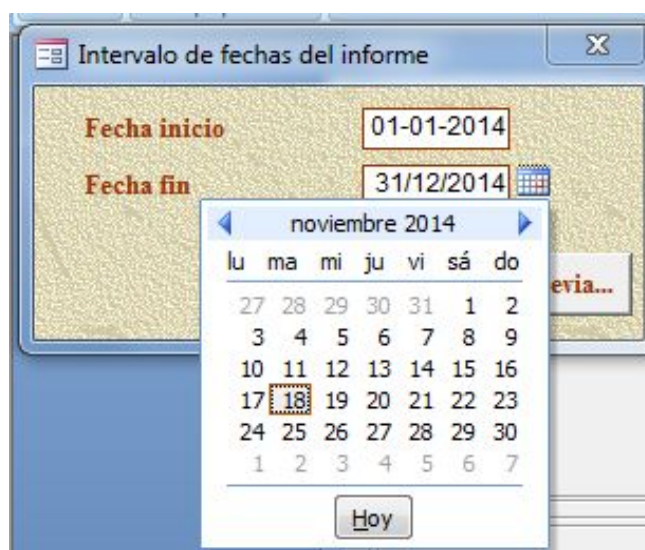 Intervalo de fechas del informe
Fecha inicio 01-01-2014
Fecha fin 31/12/2014
noviembre 2014
lu ma mi ju vi sá do
evia...
27 28 29 30 31 1 2
3 4 5 6 7 8 9
10 11 12 13 14 15 16
17 18 19 20 21 22 23
24 25 26 27 28 29 30
1 2 3 4 5 6 7
Hoy